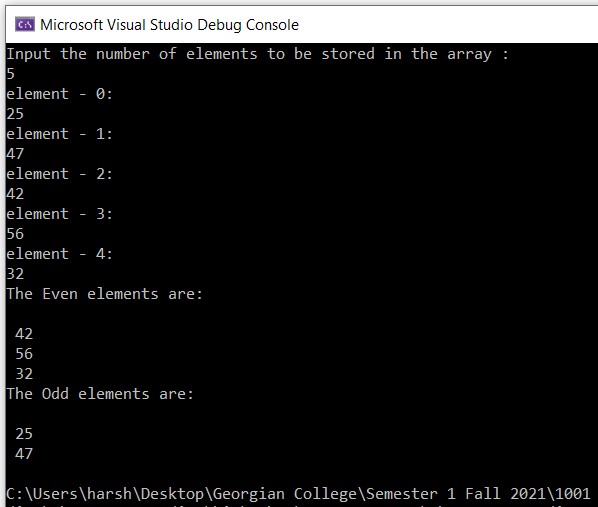 Microsoft Visual Studio Debug Console
Input the number of elements to be stored in the array :
5
element - 0:
25
element - 1:
47
element - 2:
42
element - 3:
56
element - 4:
32
The Even elements are:
42
56
32
The Odd elements are:
25
47
C:\Users\harsh\Desktop\Georgian College\Semester 1 Fall 2021\1001